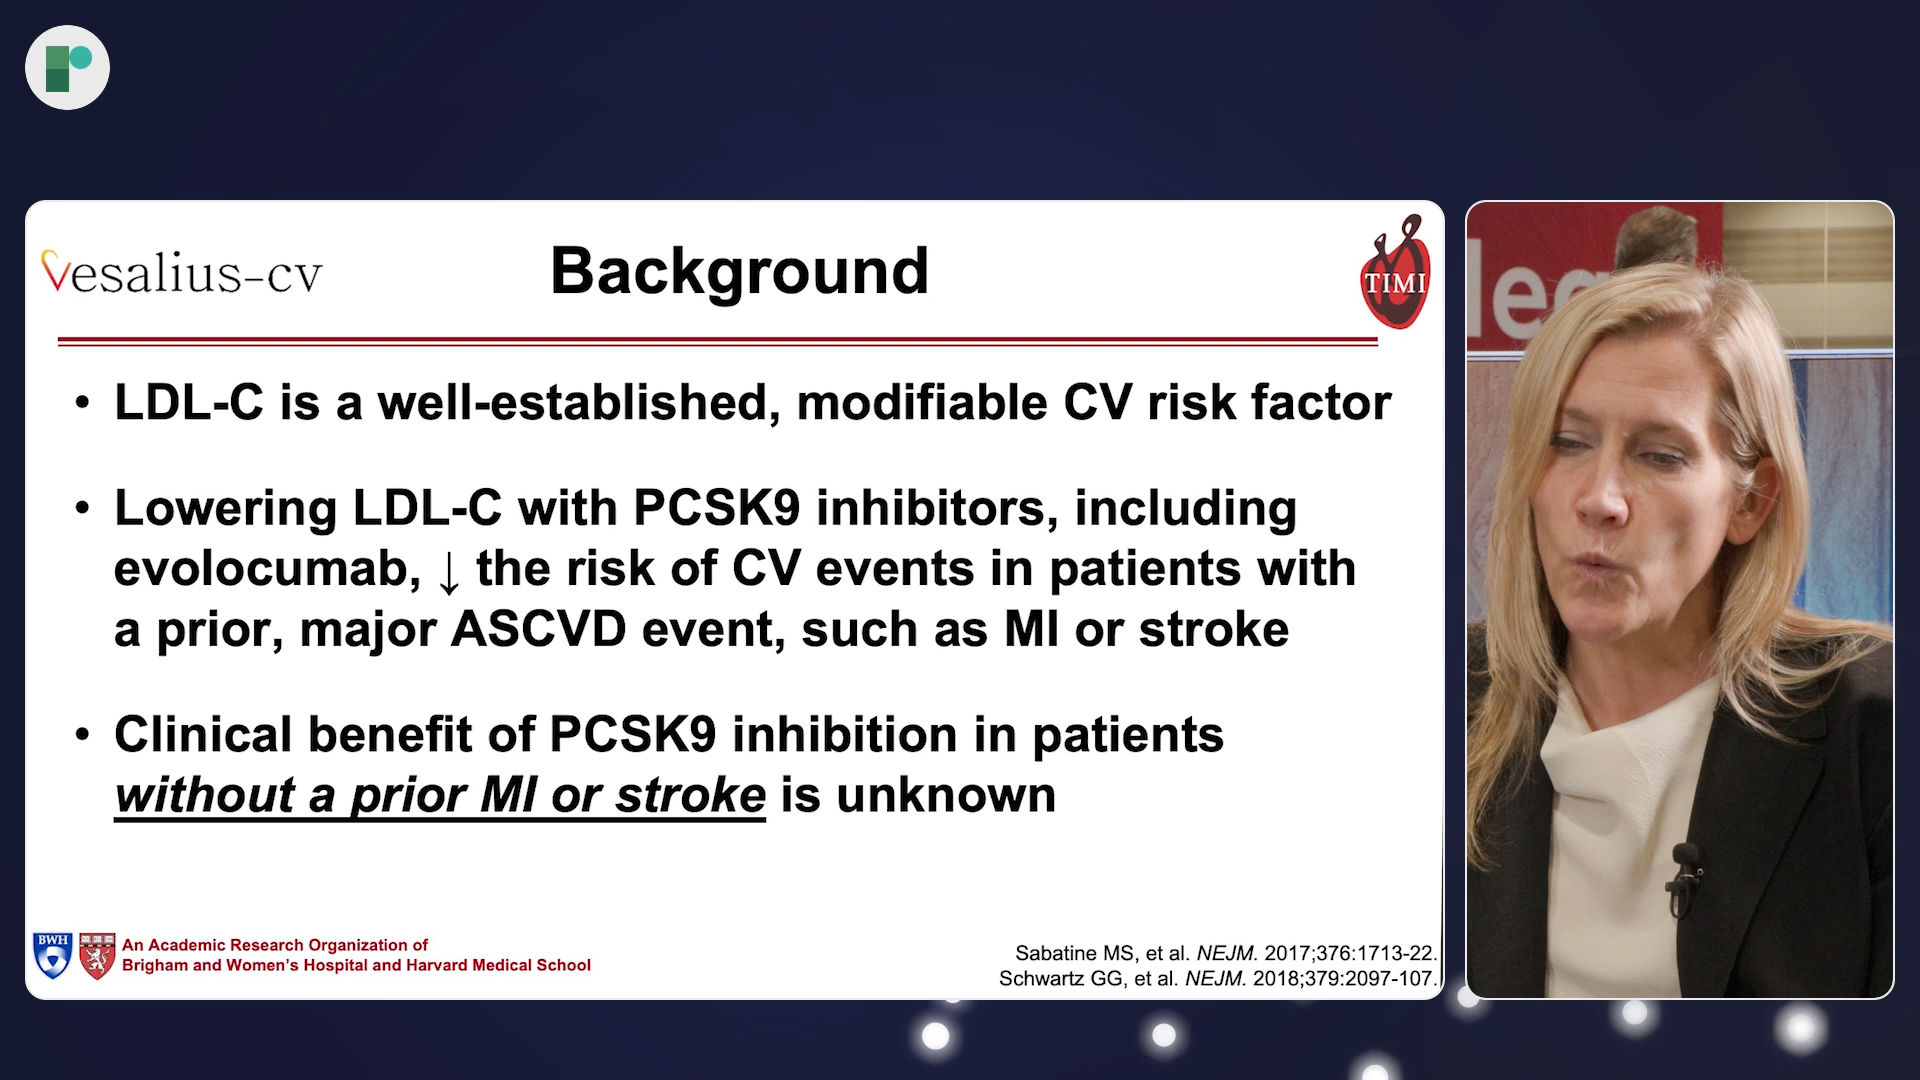 vesalius-cv
Background
TIMI
• LDL-C is a well-established, modifiable CV risk factor
• Lowering LDL-C with PCSK9 inhibitors, including
evolocumab, ↓ the risk of CV events in patients with
a prior, major ASCVD event, such as MI or stroke
• Clinical benefit of PCSK9 inhibition in patients
without a prior MI or stroke is unknown
BWH
An Academic Research Organization of
Brigham and Women’s Hospital and Harvard Medical School
Sabatine MS, et al. NEJM. 2017;376:1713-22.
Schwartz GG, et al. NEJM. 2018;379:2097-107.